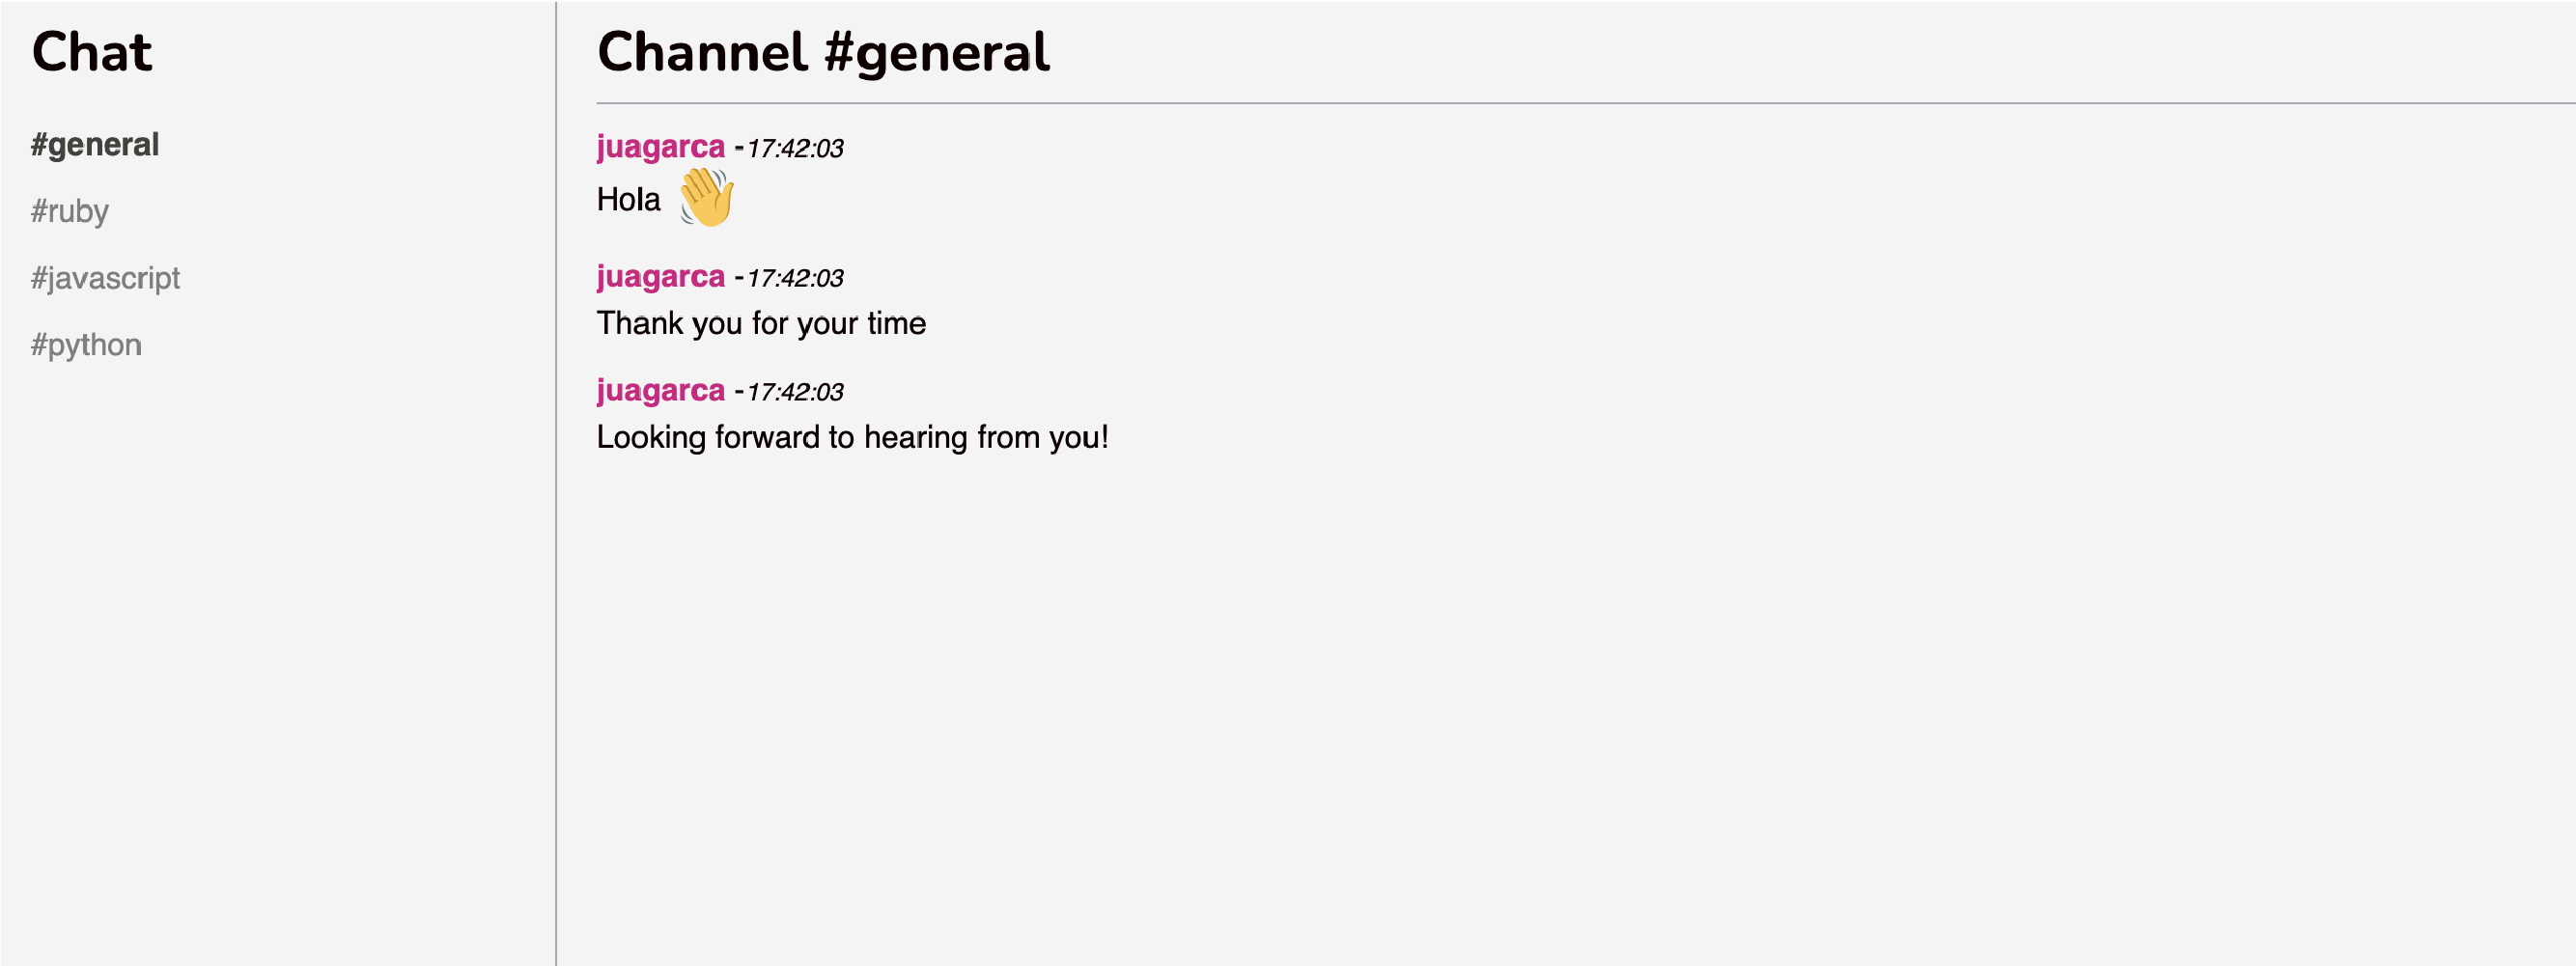 Chat
#general
#ruby
#javascript
#python
Channel #general
juagarca - 17:42:03
Hola 👋
juagarca - 17:42:03
Thank you for your time
juagarca - 17:42:03
Looking forward to hearing from you!